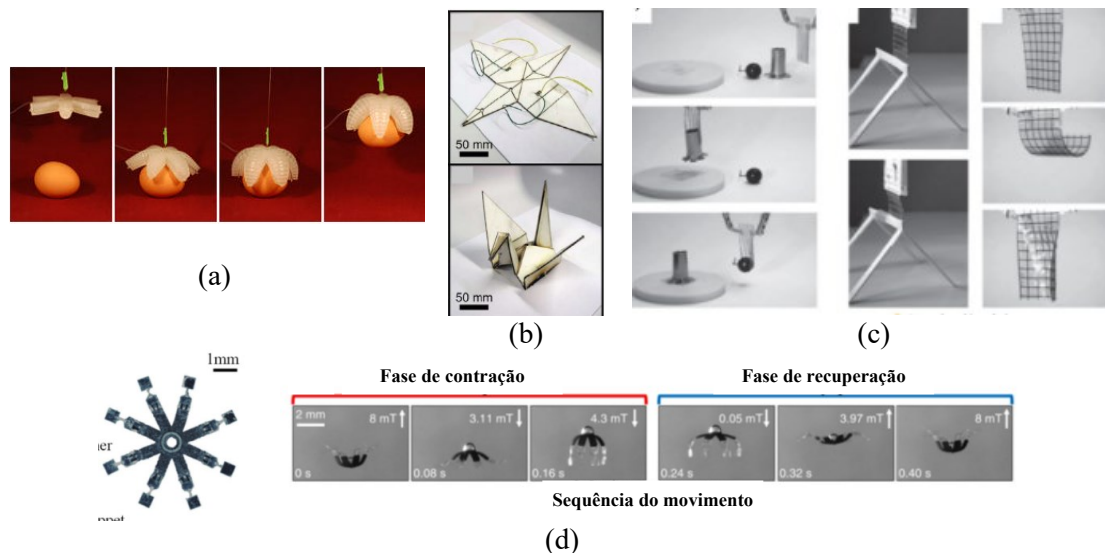 (a)
50 mm
50 mm
(b)
(c)
1mm
Fase de contração
Fase de recuperação
2 mm
8 mT
0 s
3.11 mT
0.08 s
4.3 mT
0.16 s
0.05 mT
0.24 s
3.97 mT
0.32 s
8 mT
0.40 s
Sequência do movimento
(d)